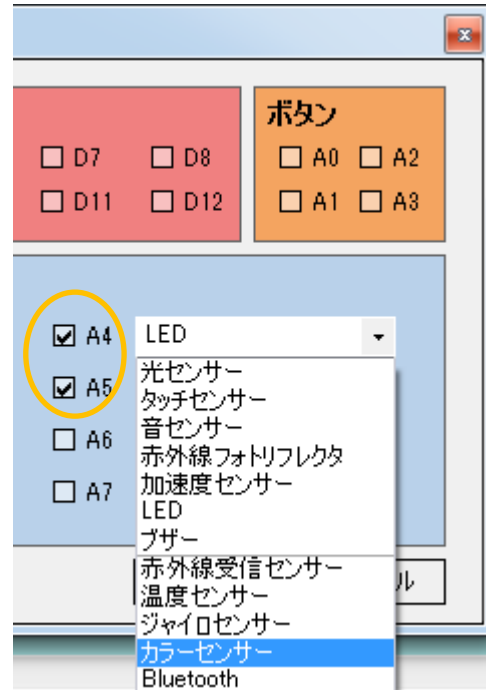 ボタン
D7 D8 A0 A2
D11 D12 A1 A3
A4 LED
光センサー
A5 タッチセンサー
音センサー
A6 赤外線フォトリフレクタ
加速度センサー
A7 LED
ブザー
赤外線受信センサー ル
温度センサー
ジャイロセンサー
カラーセンサー
Bluetooth